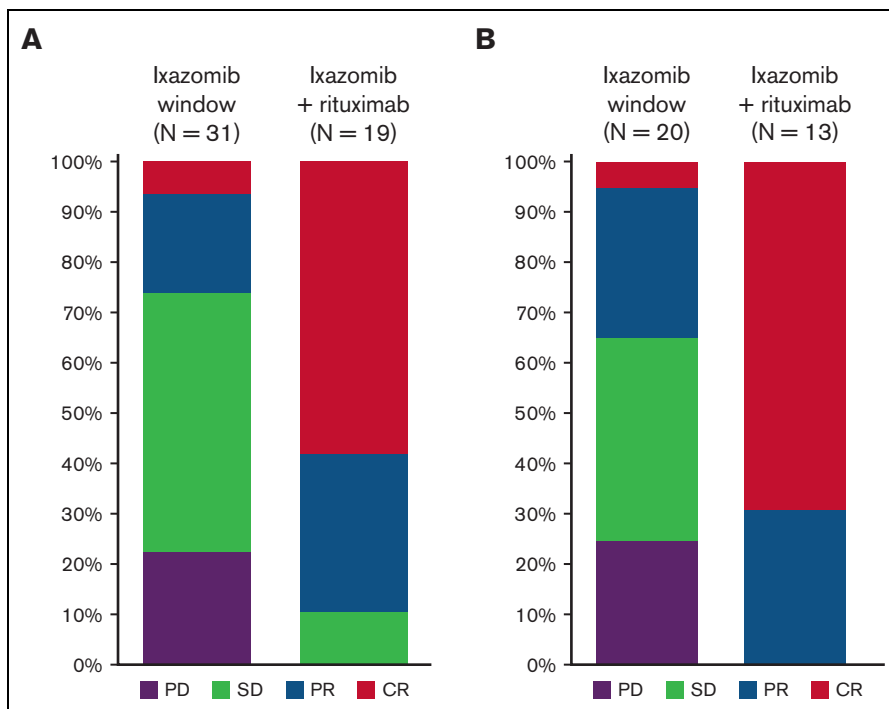 A
Ixazomib
window
(N = 31)
Ixazomib
+ rituximab
(N = 19)
100%
90%
80%
70%
60%
50%
40%
30%
20%
10%
0%
PD SD PR CR
B
Ixazomib
window
(N = 20)
Ixazomib
+ rituximab
(N = 13)
100%
90%
80%
70%
60%
50%
40%
30%
20%
10%
0%
PD SD PR CR